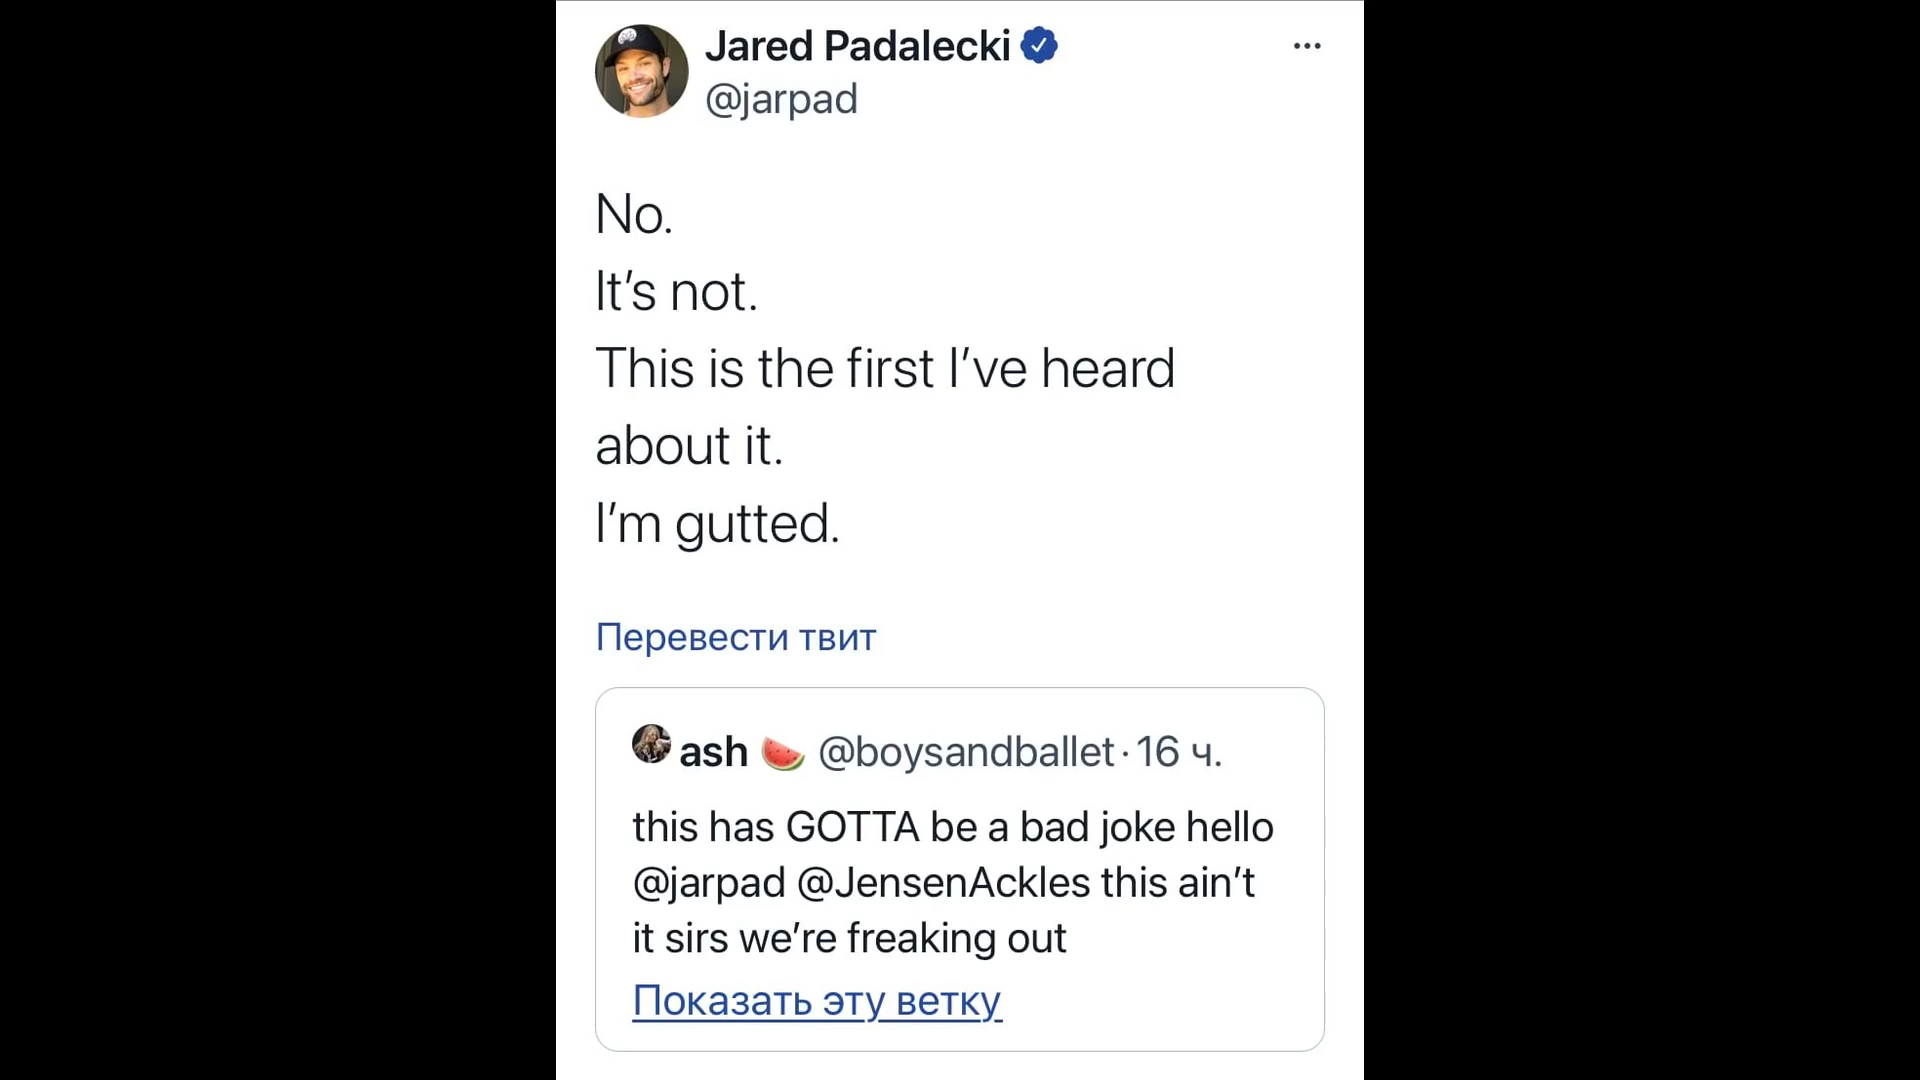 Jared Padalecki
@jarpad
No.
It’s not.
This is the first I’ve heard
about it.
I’m gutted.
Перевести твит
ash 🍉 @boysandballet · 16 ч.
this has GOTTA be a bad joke hello
@jarpad @JensenAckles this ain’t
it sirs we’re freaking out
Показать эту ветку